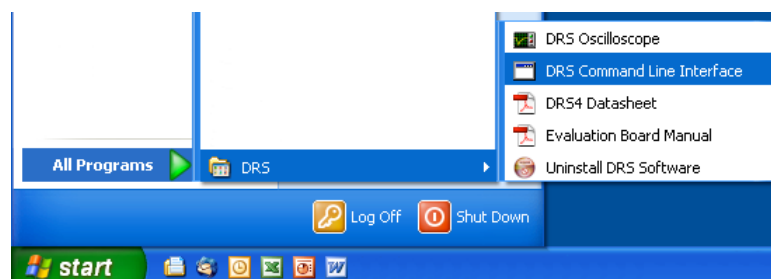 DRS Oscilloscope
DRS Command Line Interface
DRS4 Datasheet
Evaluation Board Manual
All Programs
DRS
Uninstall DRS Software
Log Off
Shut Down
start